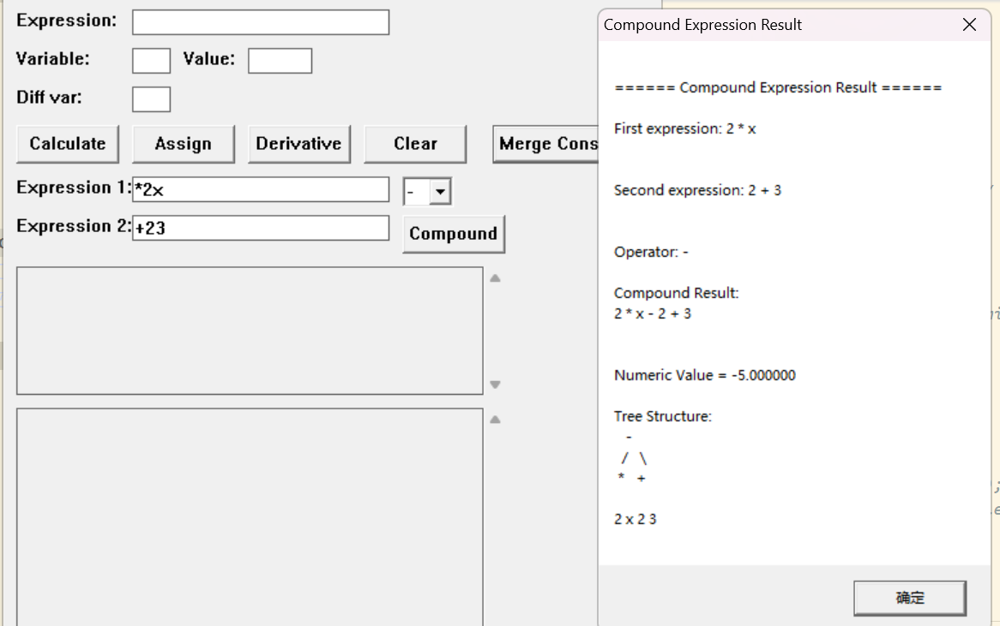 Expression:
Variable: Value:
Diff var:
Calculate Assign Derivative Clear Merge Cons
Expression 1: *2x -
Expression 2: +23 Compound
Compound Expression Result
====== Compound Expression Result ======
First expression: 2 * x
Second expression: 2 + 3
Operator: -
Compound Result:
2 * x - 2 + 3
Numeric Value = -5.000000
Tree Structure:
-
/ \
* +
2 x 2 3
确定